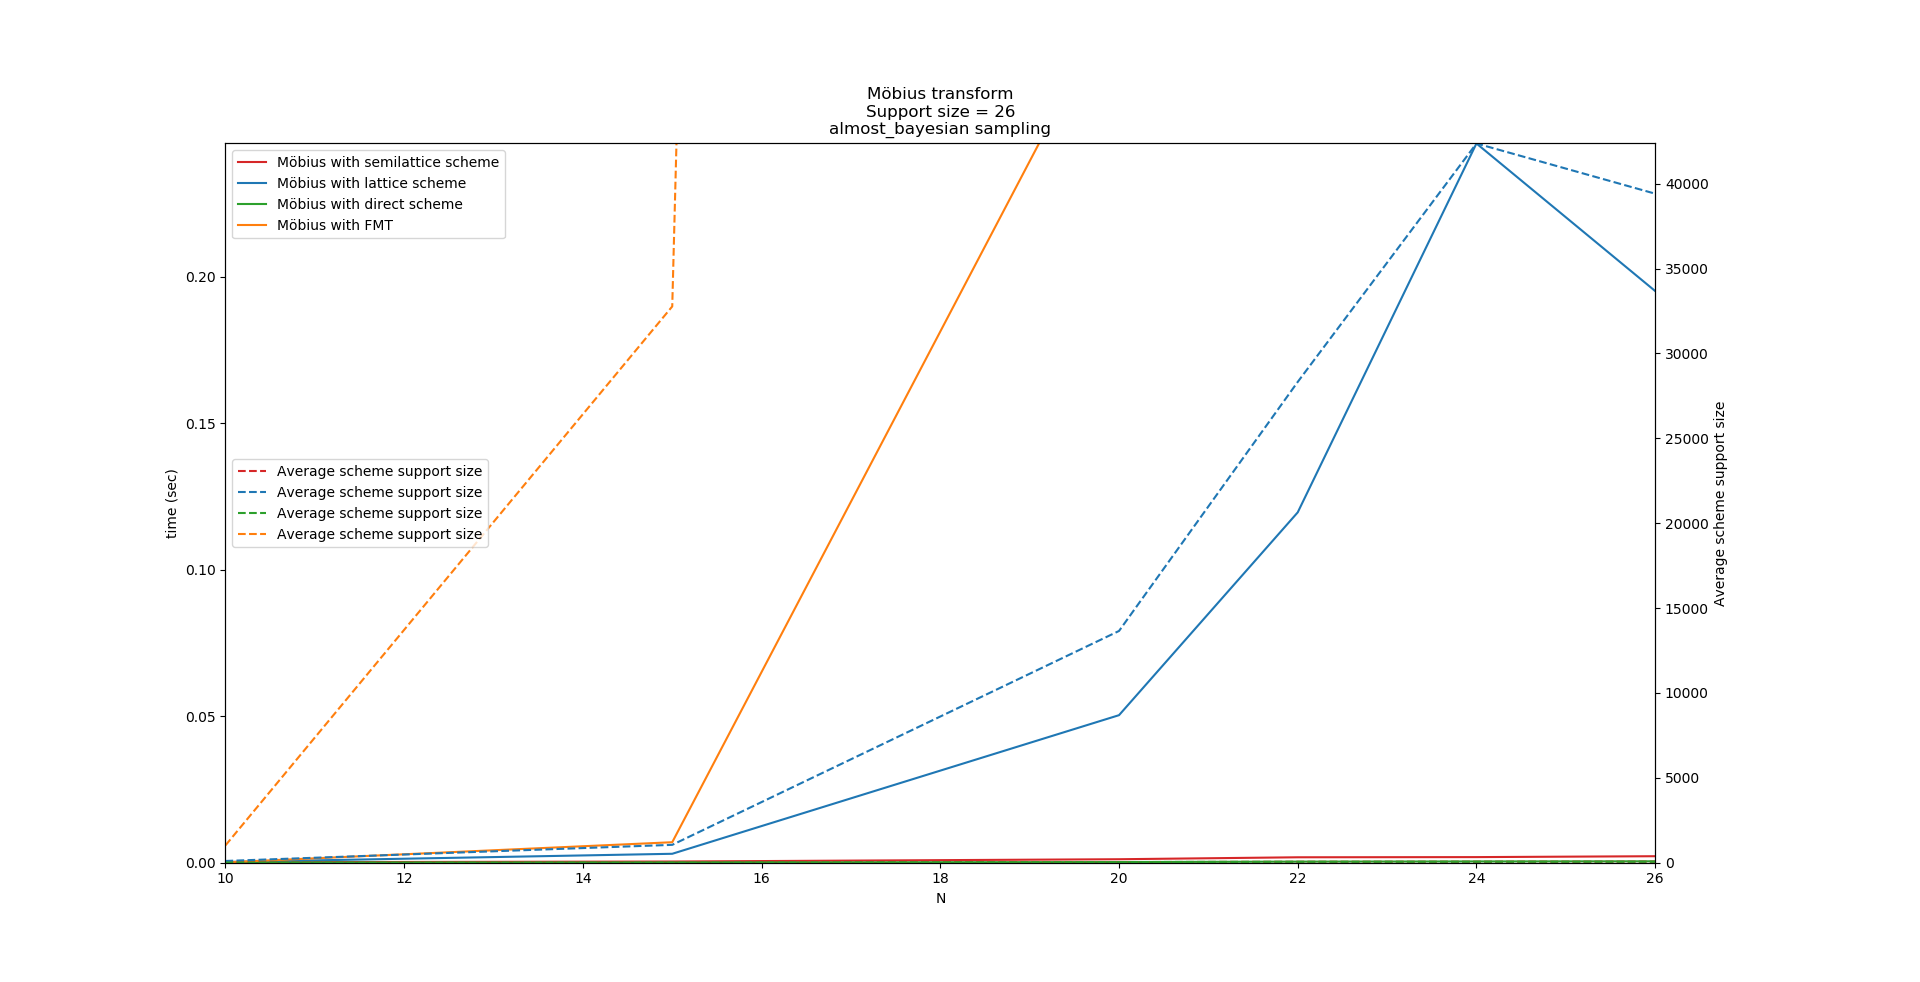 Möbius transform
Support size = 26
almost_bayesian sampling
Möbius with semilattice scheme
Möbius with lattice scheme
Möbius with direct scheme
Möbius with FMT
Average scheme support size
Average scheme support size
Average scheme support size
Average scheme support size
time (sec)
0.20
0.15
0.10
0.05
0.00
40000
35000
30000
25000
20000
15000
10000
5000
0
Average scheme support size
10 12 14 16 18 20 22 24 26
N